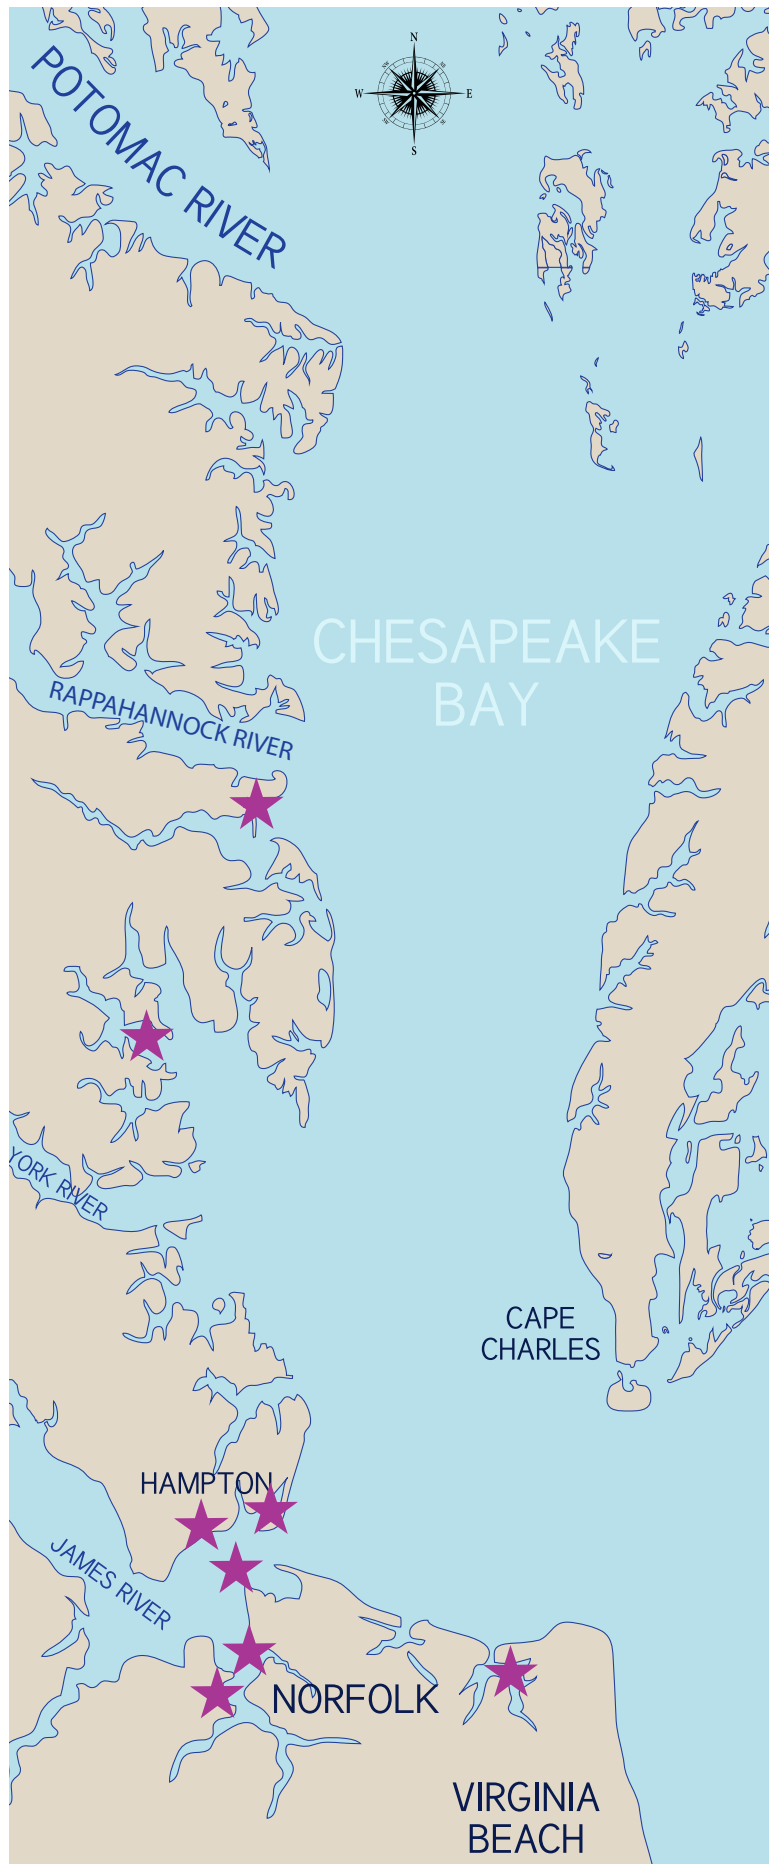 N
W
E
S
POTOMAC RIVER
CHESAPEAKE
BAY
RAPPAHANNOCK RIVER
YORK RIVER
CAPE
CHARLES
HAMPTON
JAMES RIVER
NORFOLK
VIRGINIA
BEACH